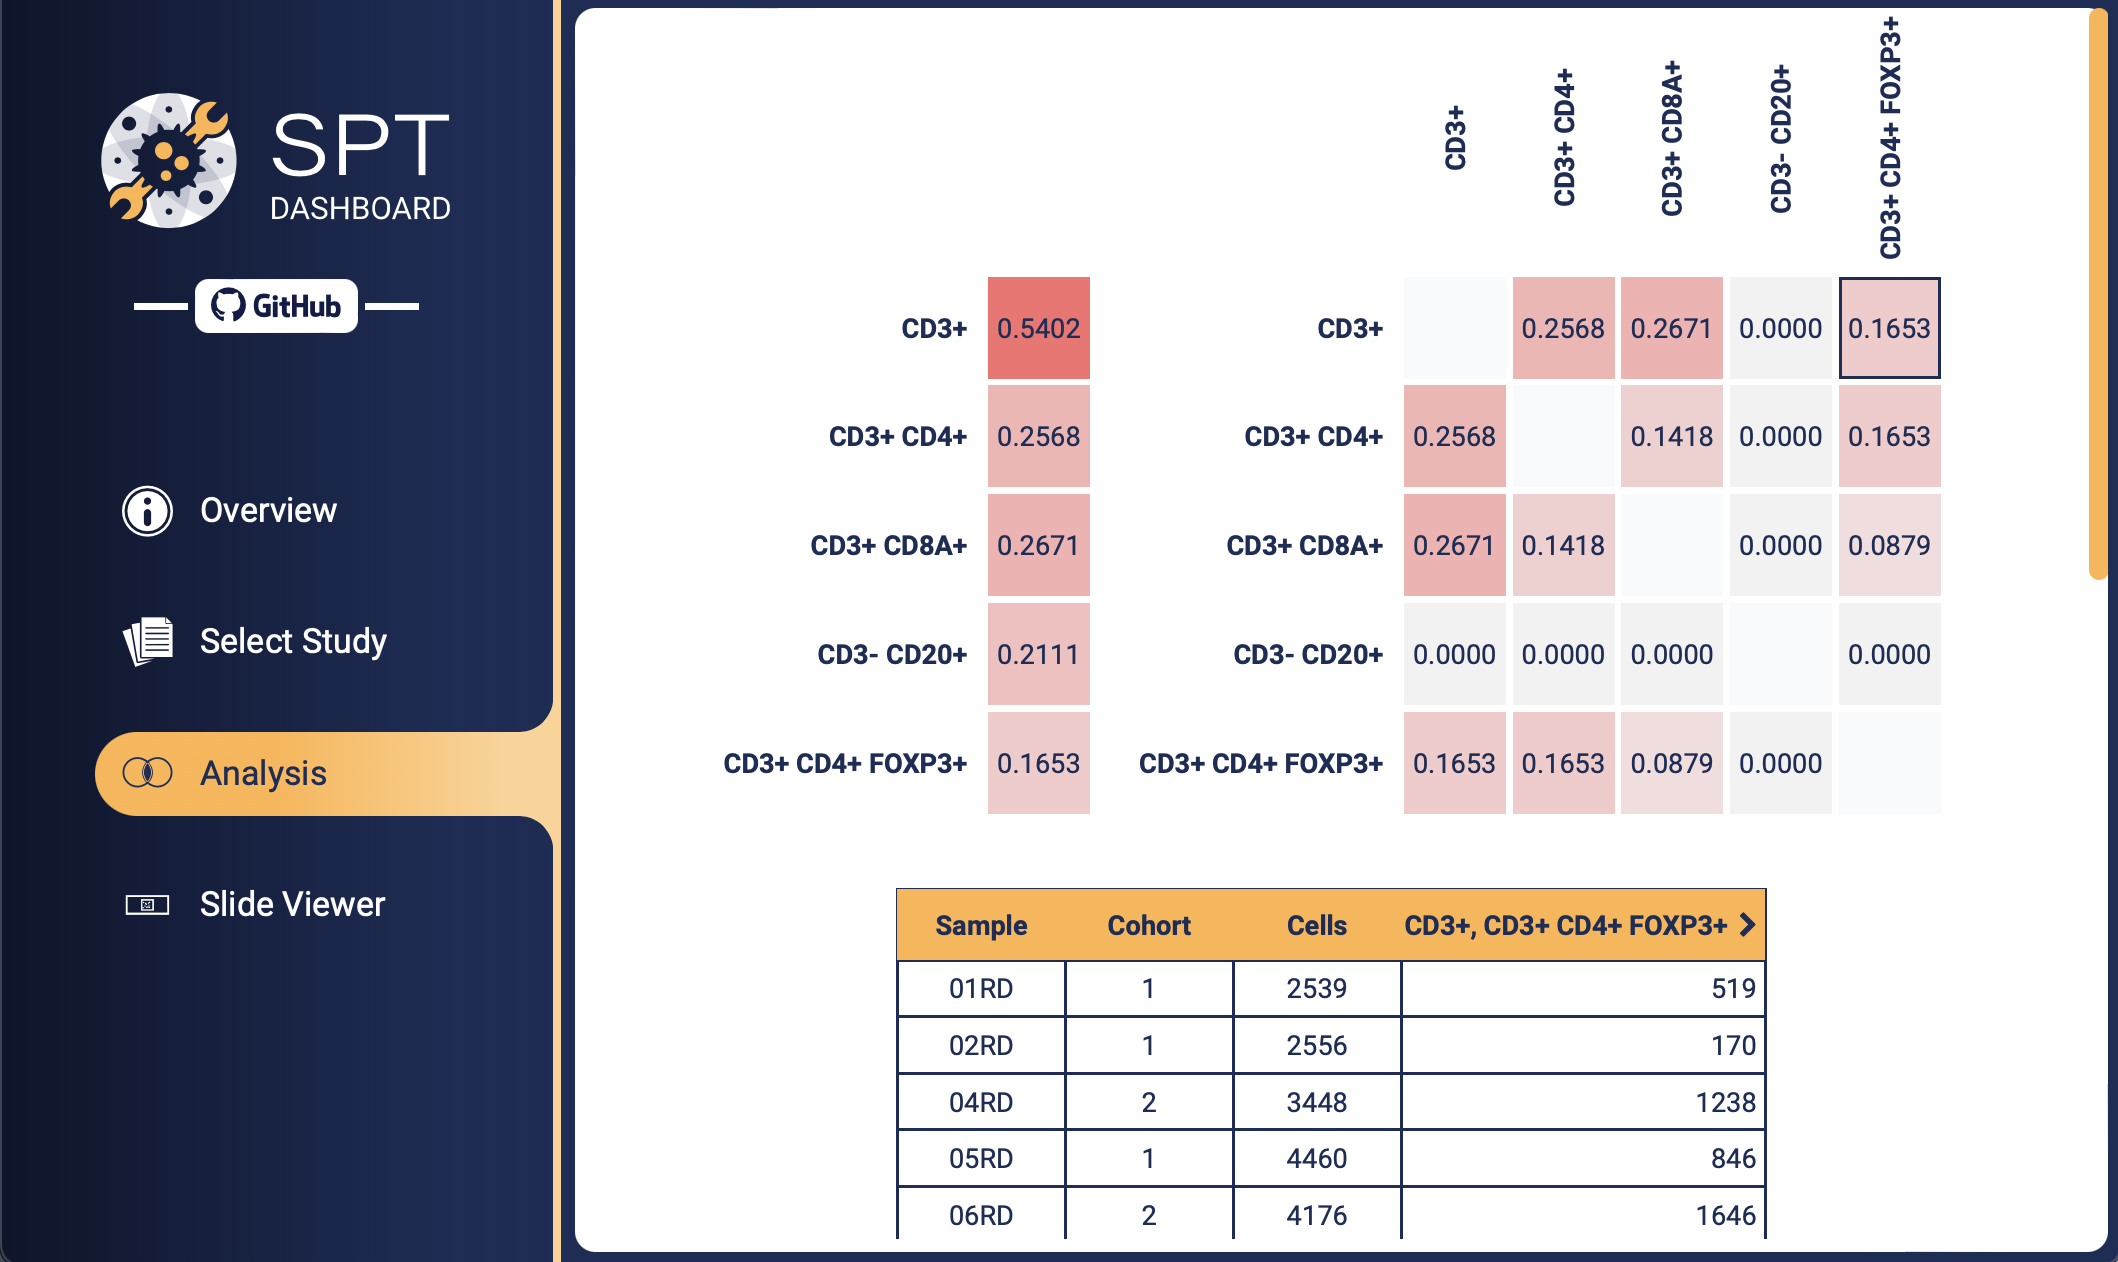 SPT
DASHBOARD
GitHub
Overview
Select Study
Analysis
Slide Viewer
CD3+ CD3+ CD4+ CD3+ CD8A+ CD3- CD20+ CD3+ CD4+ FOXP3+
CD3+ 0.5402 CD3+ 0.2568 0.2671 0.0000 0.1653
CD3+ CD4+ 0.2568 CD3+ CD4+ 0.2568 0.1418 0.0000 0.1653
CD3+ CD8A+ 0.2671 CD3+ CD8A+ 0.2671 0.1418 0.0000 0.0879
CD3- CD20+ 0.2111 CD3- CD20+ 0.0000 0.0000 0.0000 0.0000
CD3+ CD4+ FOXP3+ 0.1653 CD3+ CD4+ FOXP3+ 0.1653 0.1653 0.0879 0.0000
Sample Cohort Cells CD3+, CD3+ CD4+ FOXP3+
01RD 1 2539 519
02RD 1 2556 170
04RD 2 3448 1238
05RD 1 4460 846
06RD 2 4176 1646